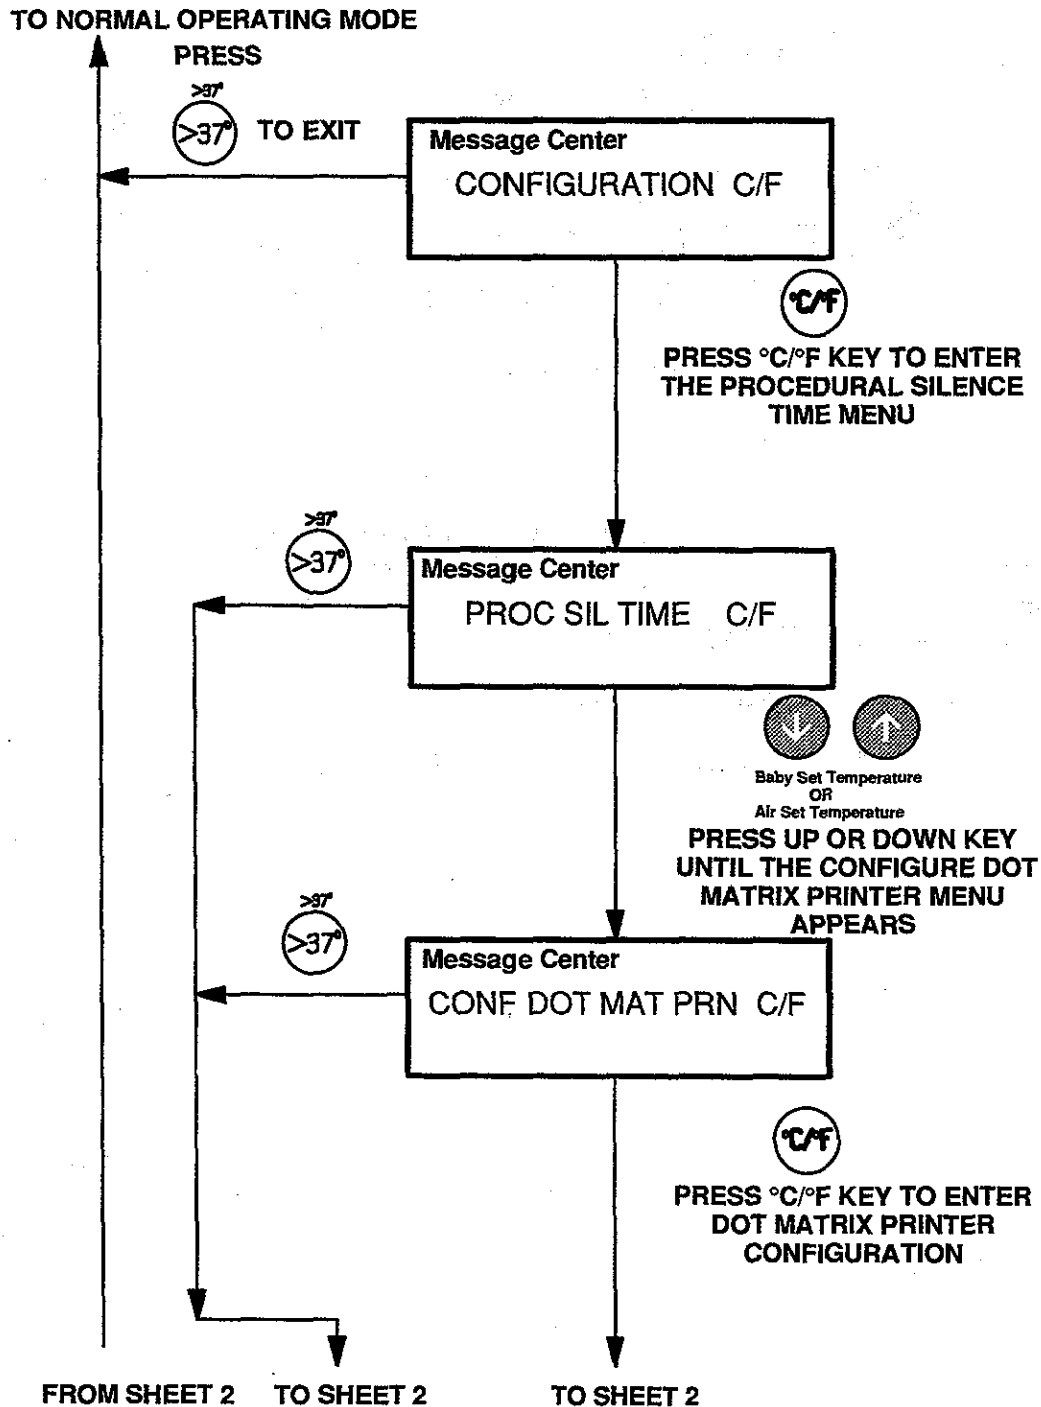 TO NORMAL OPERATING MODE
PRESS
>37°
>37°
TO EXIT
Message Center
CONFIGURATION C/F
°C/°F
PRESS °C/°F KEY TO ENTER
THE PROCEDURAL SILENCE
TIME MENU
>37°
>37°
Message Center
PROC SIL TIME C/F
Baby Set Temperature
OR
Air Set Temperature
PRESS UP OR DOWN KEY
UNTIL THE CONFIGURE DOT
MATRIX PRINTER MENU
APPEARS
>37°
>37°
Message Center
CONF DOT MAT PRN C/F
°C/°F
PRESS °C/°F KEY TO ENTER
DOT MATRIX PRINTER
CONFIGURATION
FROM SHEET 2
TO SHEET 2
TO SHEET 2